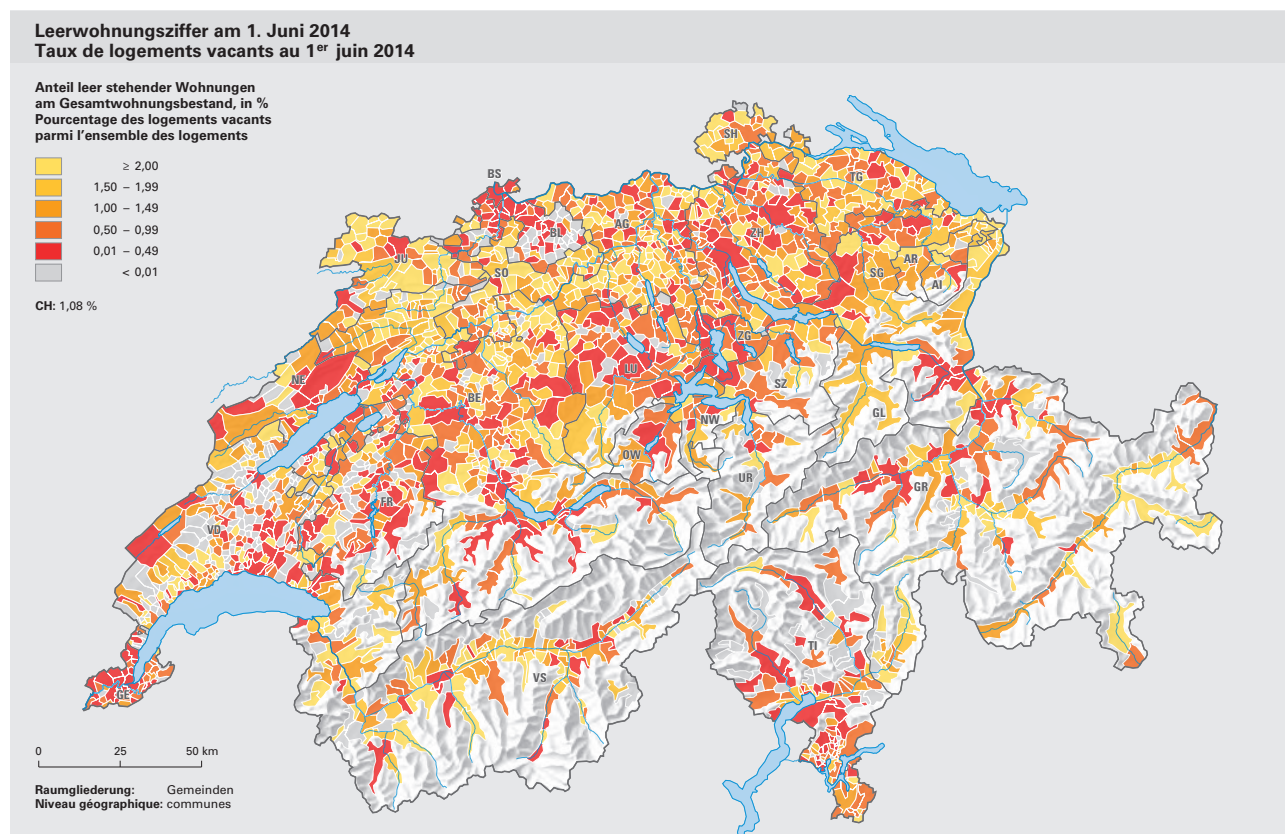 Leerwohnungsziffer am 1. Juni 2014
Taux de logements vacants au 1er juin 2014
Anteil leer stehender Wohnungen
am Gesamtwohnungsbestand, in %
Pourcentage des logements vacants
parmi l'ensemble des logements
≥ 2,00
1,50 – 1,99
1,00 – 1,49
0,50 – 0,99
0,01 – 0,49
< 0,01
CH: 1,08 %
SH
BS
TG
BL
AG
ZH
JU
SO
AR
SG
AI
ZG
NE
LU
SZ
BE
GL
NW
OW
UR
GR
FR
VD
TI
VS
GE
0 25 50 km
Raumgliederung: Gemeinden
Niveau géographique: communes